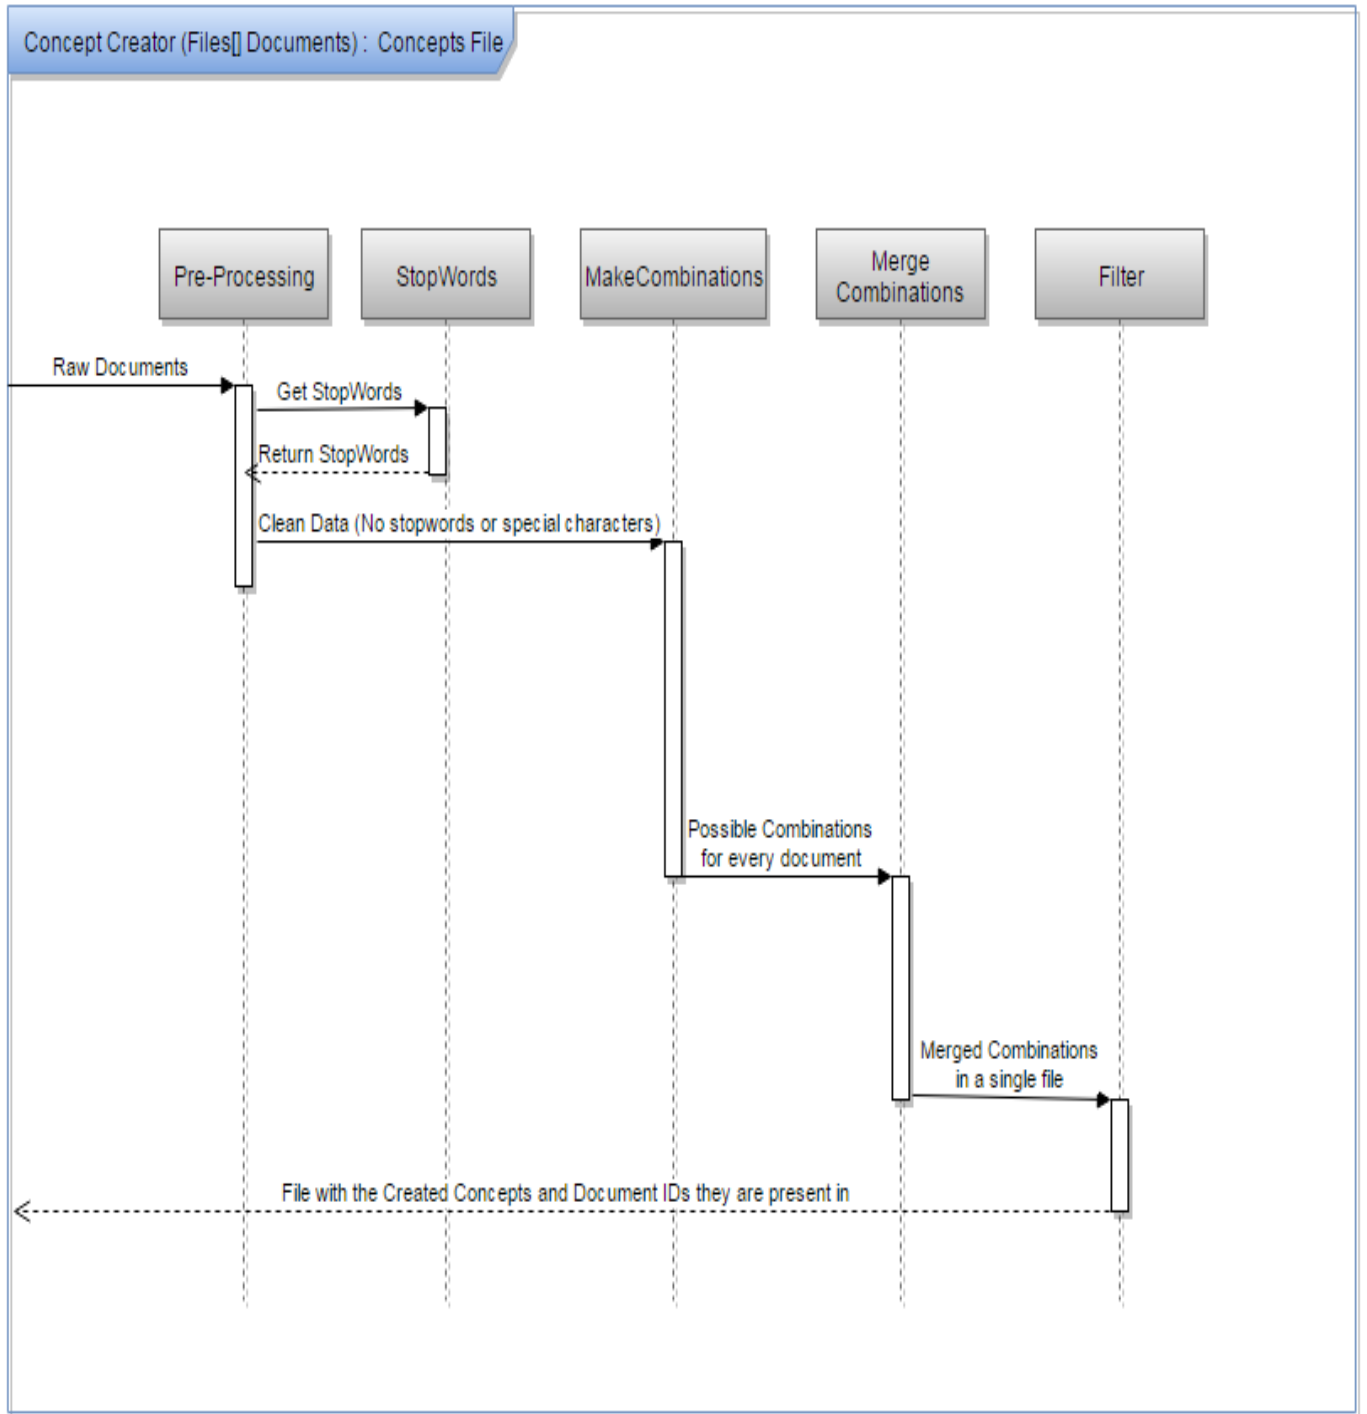 Concept Creator (Files[] Documents) : Concepts File
Pre-Processing
StopWords
MakeCombinations
Merge
Combinations
Filter
Raw Documents
Get StopWords
Return StopWords
Clean Data (No stopwords or special characters)
Possible Combinations
for every document
Merged Combinations
in a single file
File with the Created Concepts and Document IDs they are present in